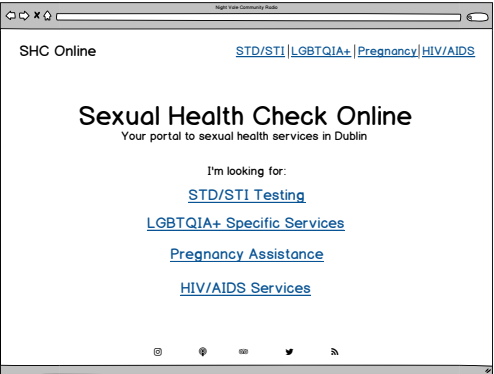 Night Vale Community Radio
SHC Online
STD/STI | LGBTQIA+ | Pregnancy | HIV/AIDS
Sexual Health Check Online
Your portal to sexual health services in Dublin
I'm looking for:
STD/STI Testing
LGBTQIA+ Specific Services
Pregnancy Assistance
HIV/AIDS Services